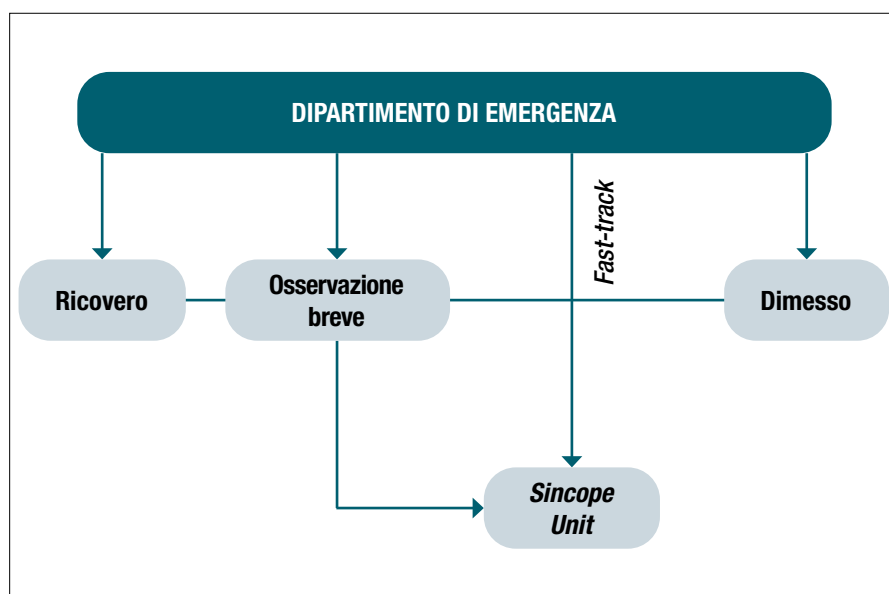 DIPARTIMENTO DI EMERGENZA
Fast-track
Ricovero
Osservazione
breve
Dimesso
Sincope
Unit